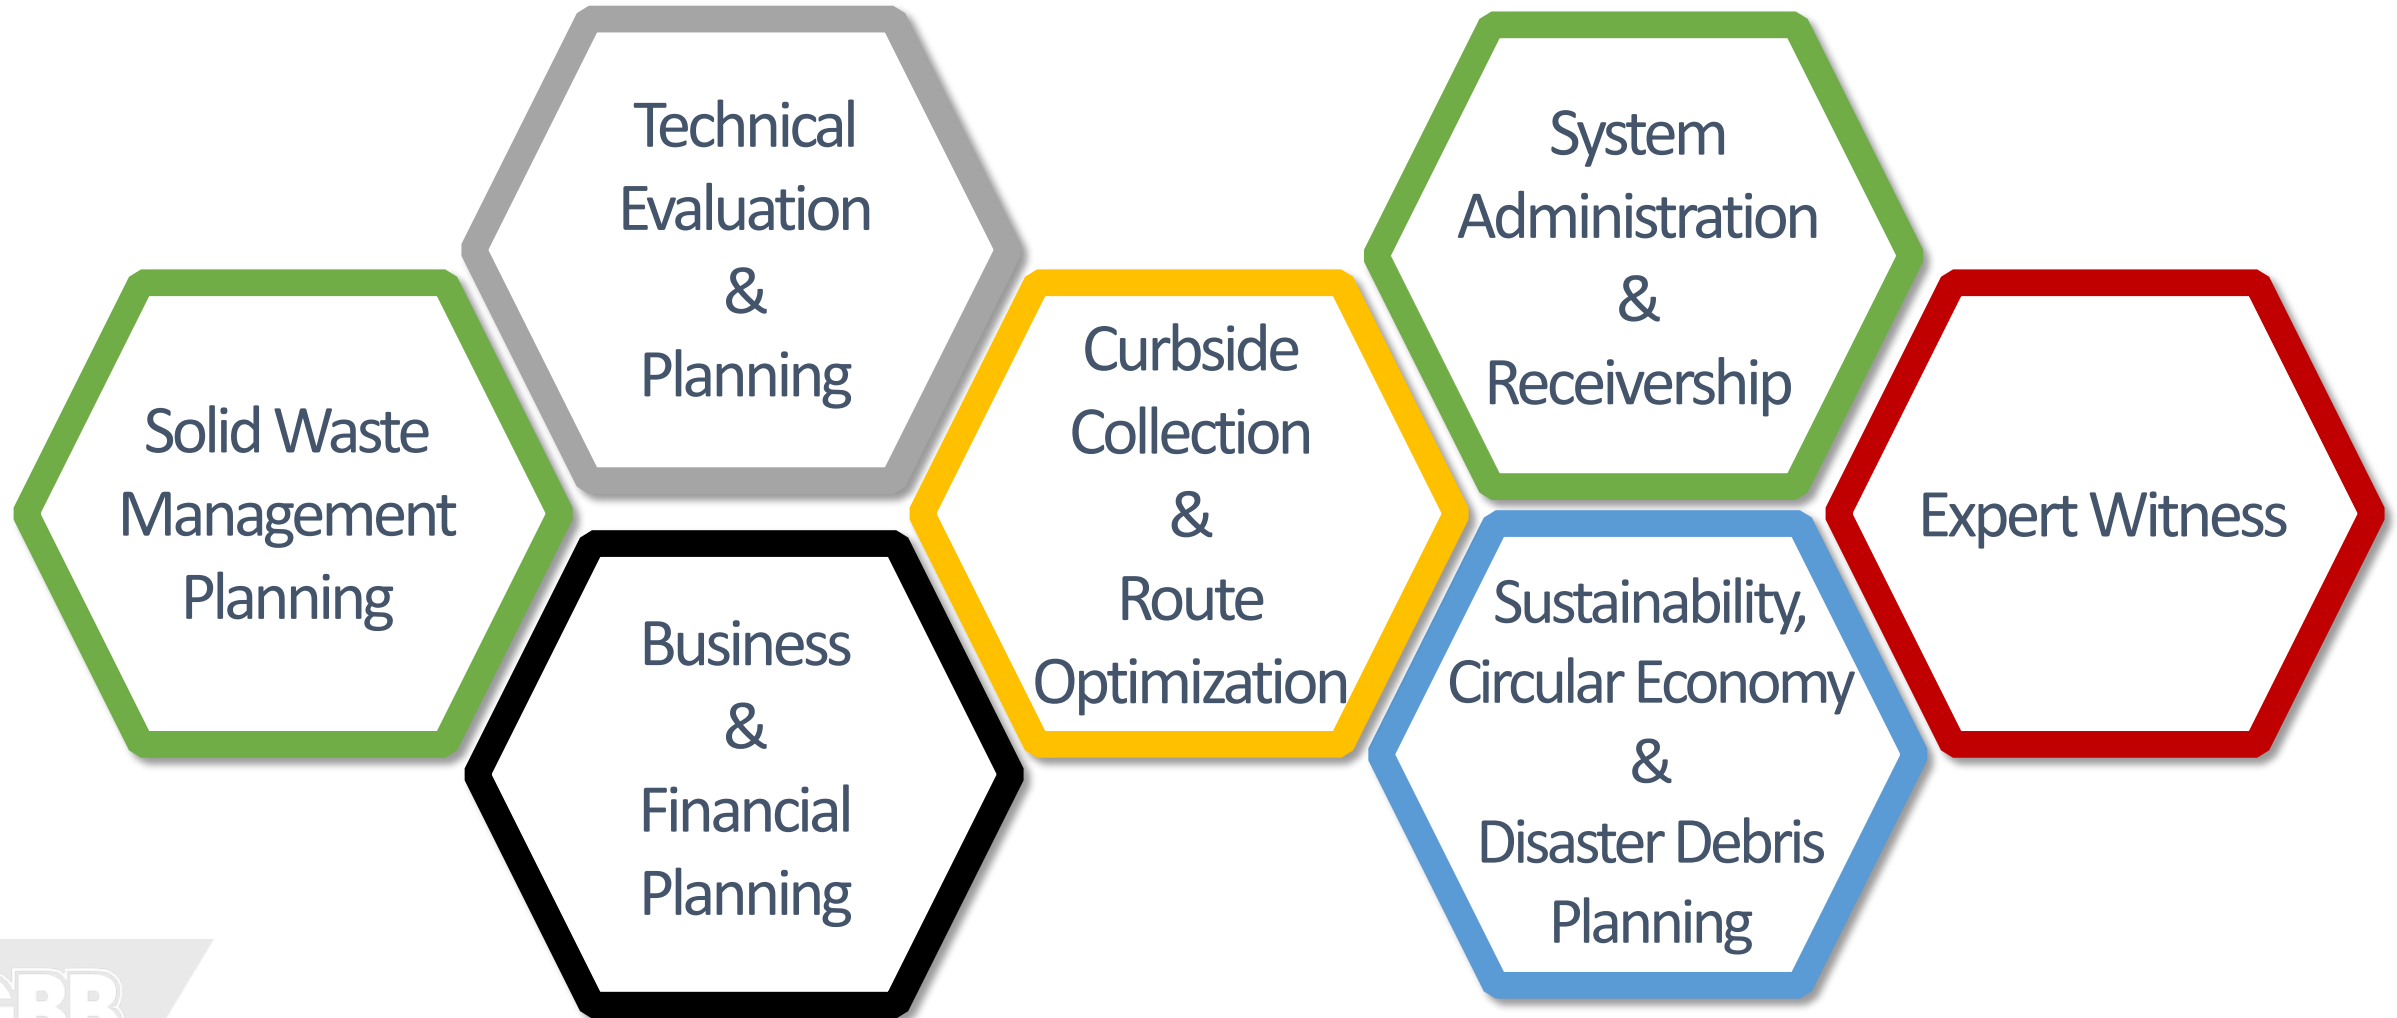 Solid Waste
Management
Planning
Technical
Evaluation
&
Planning
Business
&
Financial
Planning
Curbside
Collection
&
Route
Optimization
System
Administration
&
Receivership
Sustainability,
Circular Economy
&
Disaster Debris
Planning
Expert Witness